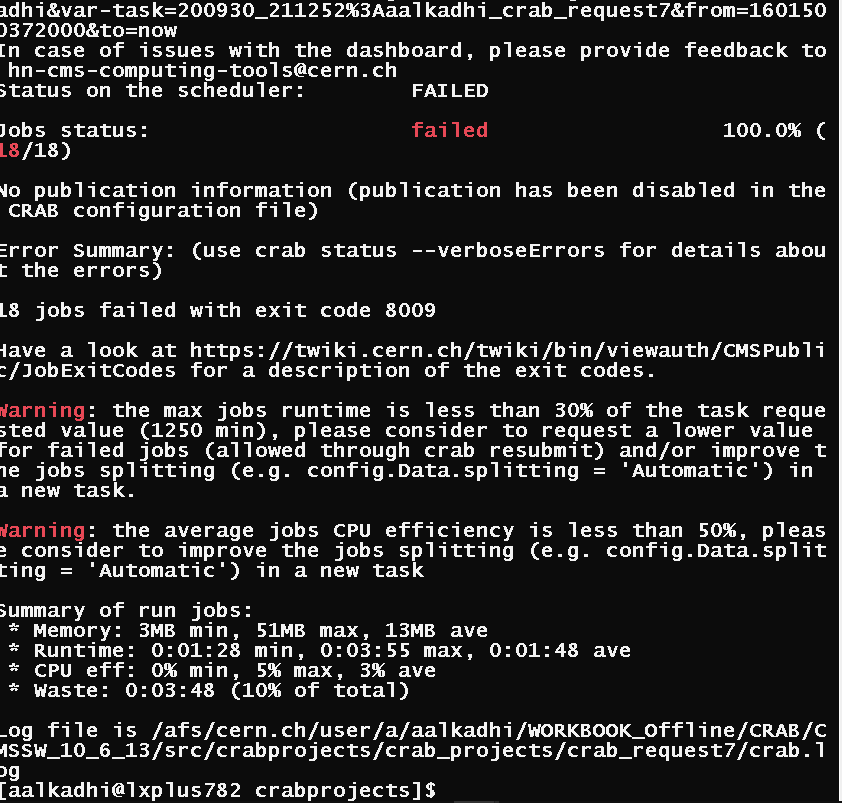 adhi&var-task=200930_211252%3Aaalkadhi_crab_request7&from=160150
0372000&to=now
In case of issues with the dashboard, please provide feedback to
 hn-cms-computing-tools@cern.ch
Status on the scheduler: FAILED
Jobs status: failed 100.0% (
18/18)
No publication information (publication has been disabled in the
 CRAB configuration file)
Error Summary: (use crab status --verboseErrors for details abou
t the errors)
18 jobs failed with exit code 8009
Have a look at https://twiki.cern.ch/twiki/bin/viewauth/CMSPubli
c/JobExitCodes for a description of the exit codes.
Warning: the max jobs runtime is less than 30% of the task reque
sted value (1250 min), please consider to request a lower value
for failed jobs (allowed through crab resubmit) and/or improve t
he jobs splitting (e.g. config.Data.splitting = 'Automatic') in
a new task.
Warning: the average jobs CPU efficiency is less than 50%, pleas
e consider to improve the jobs splitting (e.g. config.Data.split
ting = 'Automatic') in a new task
Summary of run jobs:
 * Memory: 3MB min, 51MB max, 13MB ave
 * Runtime: 0:01:28 min, 0:03:55 max, 0:01:48 ave
 * CPU eff: 0% min, 5% max, 3% ave
 * Waste: 0:03:48 (10% of total)
Log file is /afs/cern.ch/user/a/aalkadhi/WORKBOOK_Offline/CRAB/C
MSSW_10_6_13/src/crabprojects/crab_projects/crab_request7/crab.l
og
[aalkadhi@lxplus782 crabprojects]$